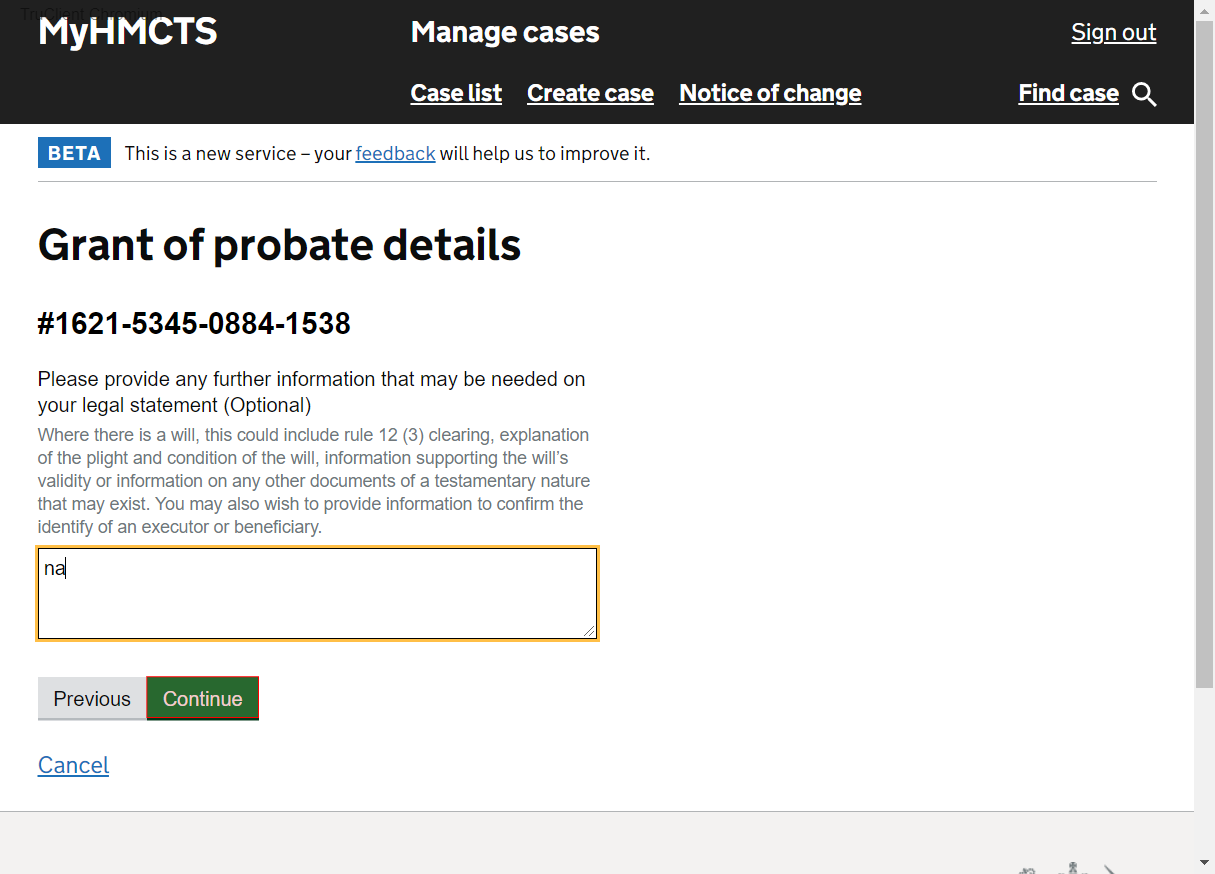 TruClient Chromium
MyHMCTS
Manage cases
Sign out
Case list Create case Notice of change Find case
BETA This is a new service – your feedback will help us to improve it.
Grant of probate details
#1621-5345-0884-1538
Please provide any further information that may be needed on
your legal statement (Optional)
Where there is a will, this could include rule 12 (3) clearing, explanation
of the plight and condition of the will, information supporting the will’s
validity or information on any other documents of a testamentary nature
that may exist. You may also wish to provide information to confirm the
identify of an executor or beneficiary.
na
Previous Continue
Cancel